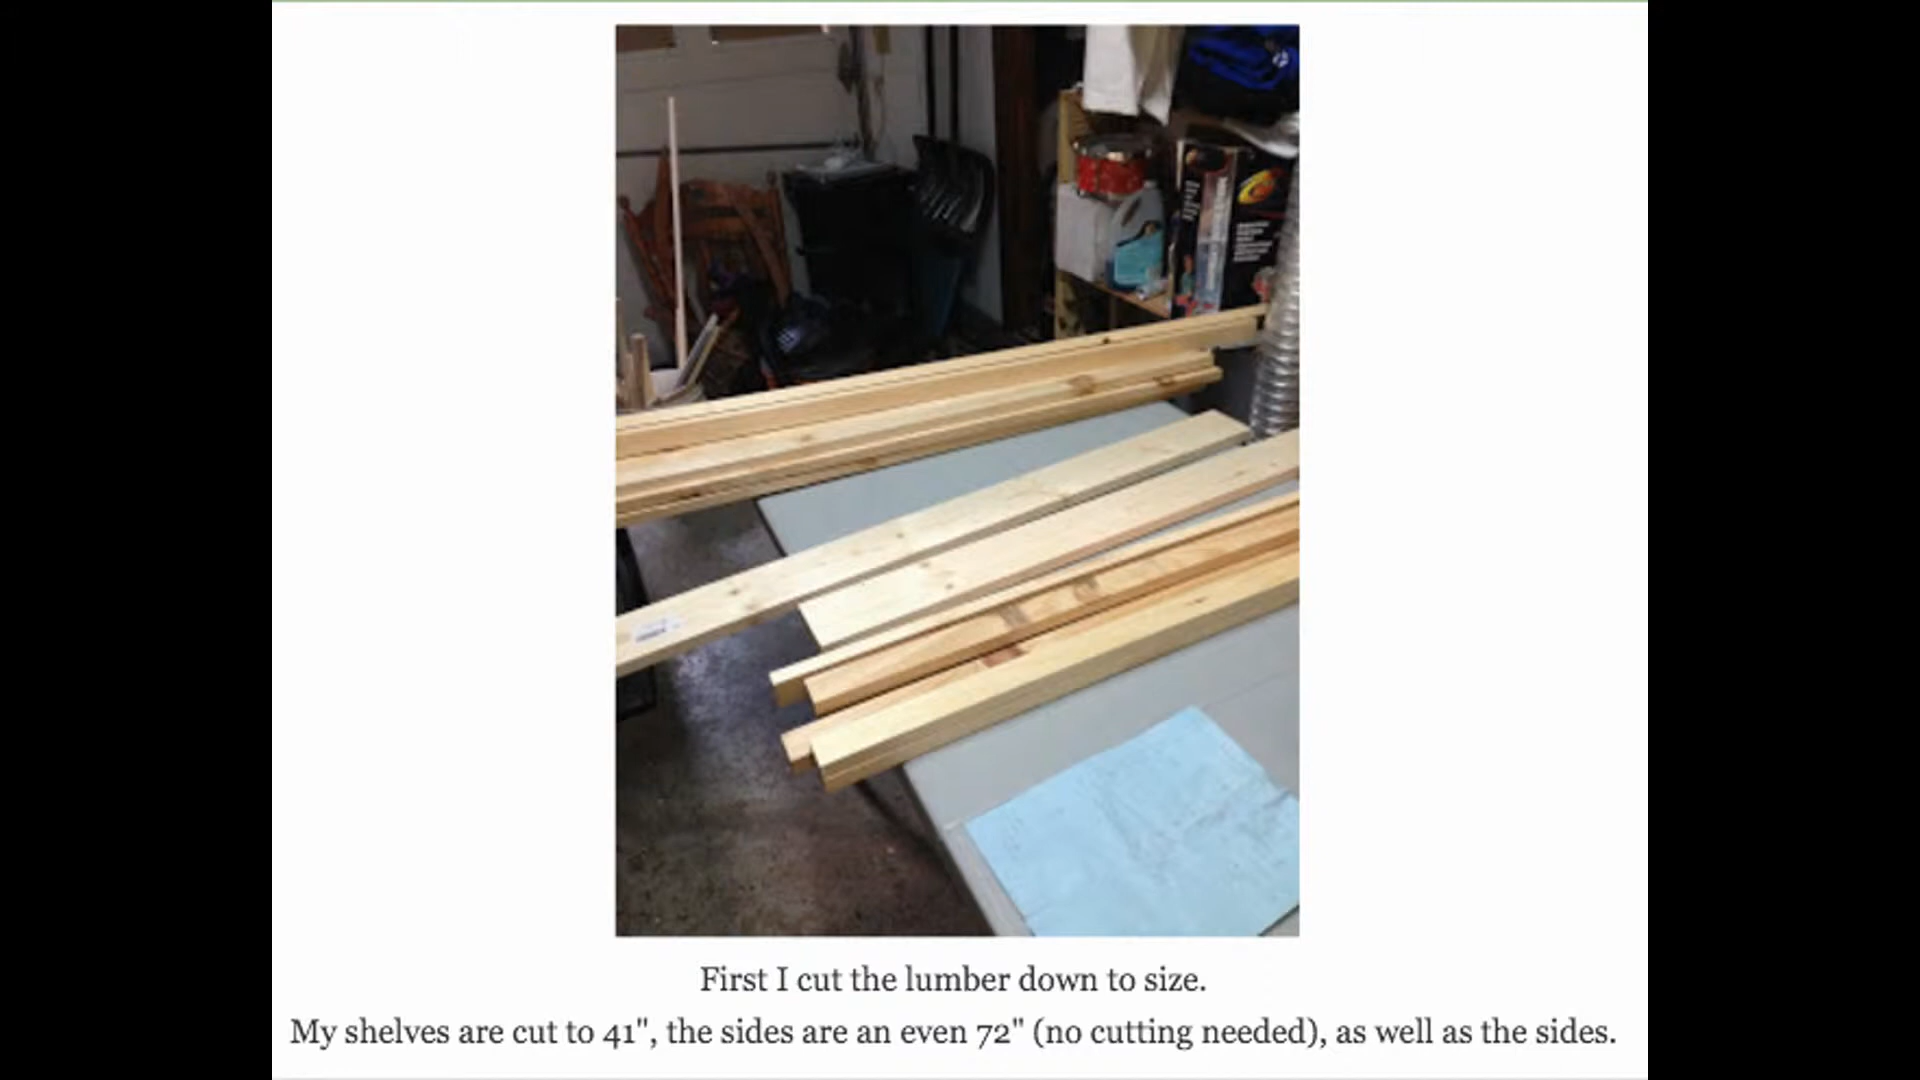 First I cut the lumber down to size.
My shelves are cut to 41", the sides are an even 72" (no cutting needed), as well as the sides.